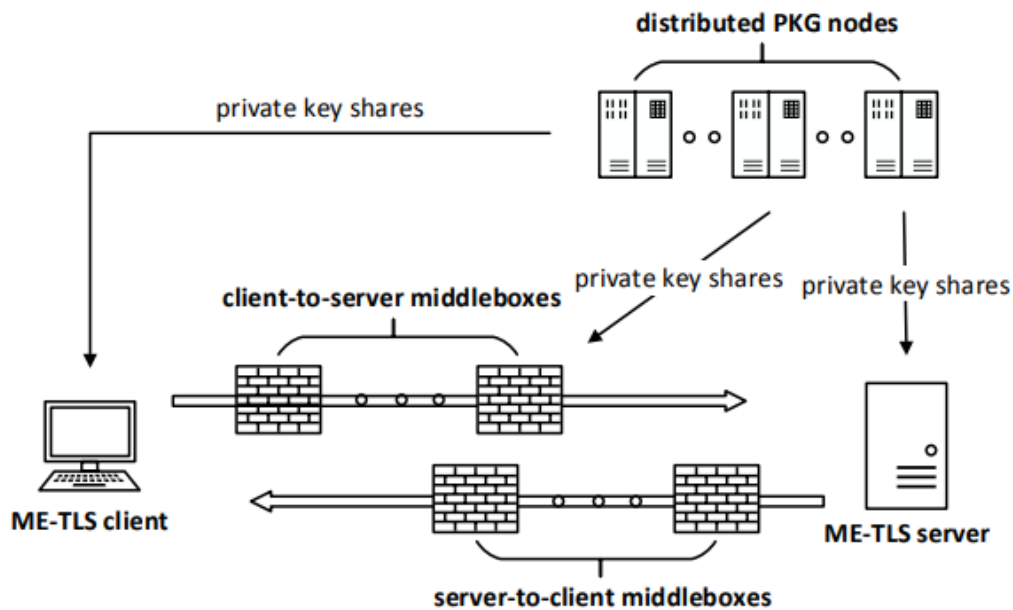 distributed PKG nodes
private key shares
private key shares
private key shares
client-to-server middleboxes
ME-TLS client
ME-TLS server
server-to-client middleboxes